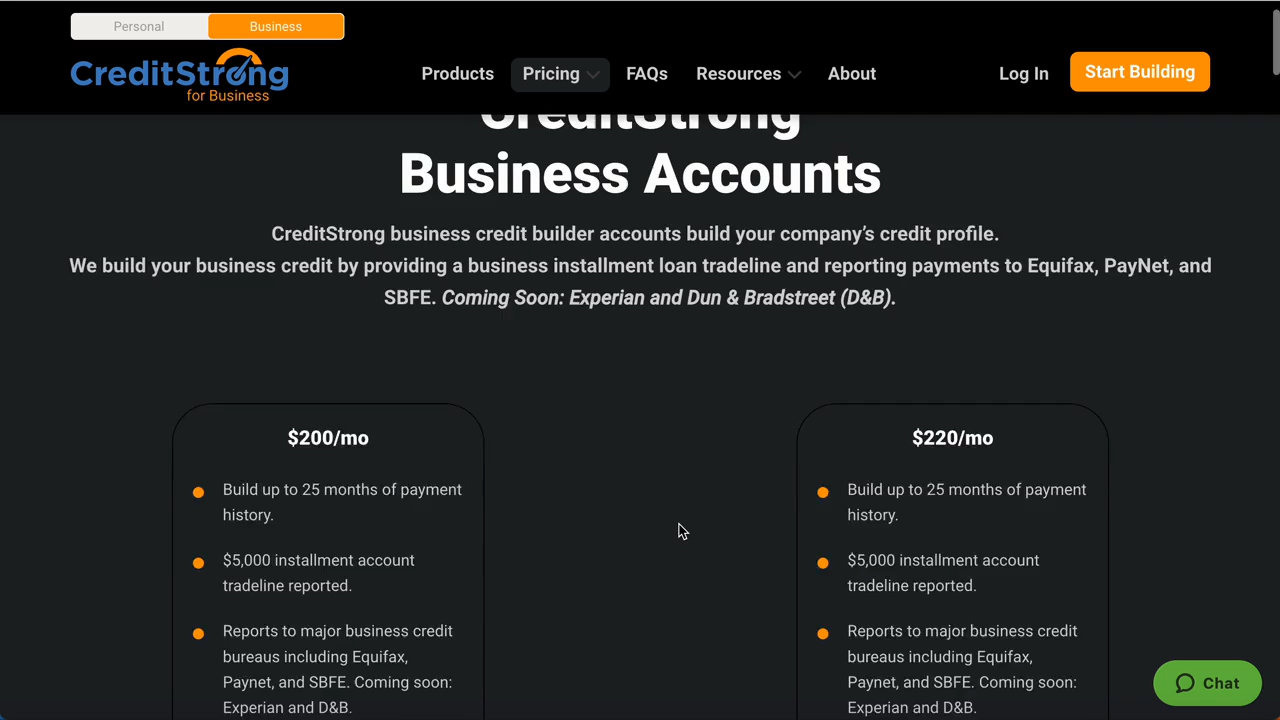 Personal
Business
CreditStrong
for Business
Products
Pricing
FAQs
Resources
About
Log In
Start Building
CreditStrong
Business Accounts
CreditStrong business credit builder accounts build your company's credit profile.
We build your business credit by providing a business installment loan tradeline and reporting payments to Equifax, PayNet, and
SBFE. Coming Soon: Experian and Dun & Bradstreet (D&B).
$200/mo
Build up to 25 months of payment
history.
$5,000 installment account
tradeline reported.
Reports to major business credit
bureaus including Equifax,
Paynet, and SBFE. Coming soon:
Experian and D&B.
$220/mo
Build up to 25 months of payment
history.
$5,000 installment account
tradeline reported.
Reports to major business credit
bureaus including Equifax,
Paynet, and SBFE. Coming soon:
Experian and D&B.
Chat